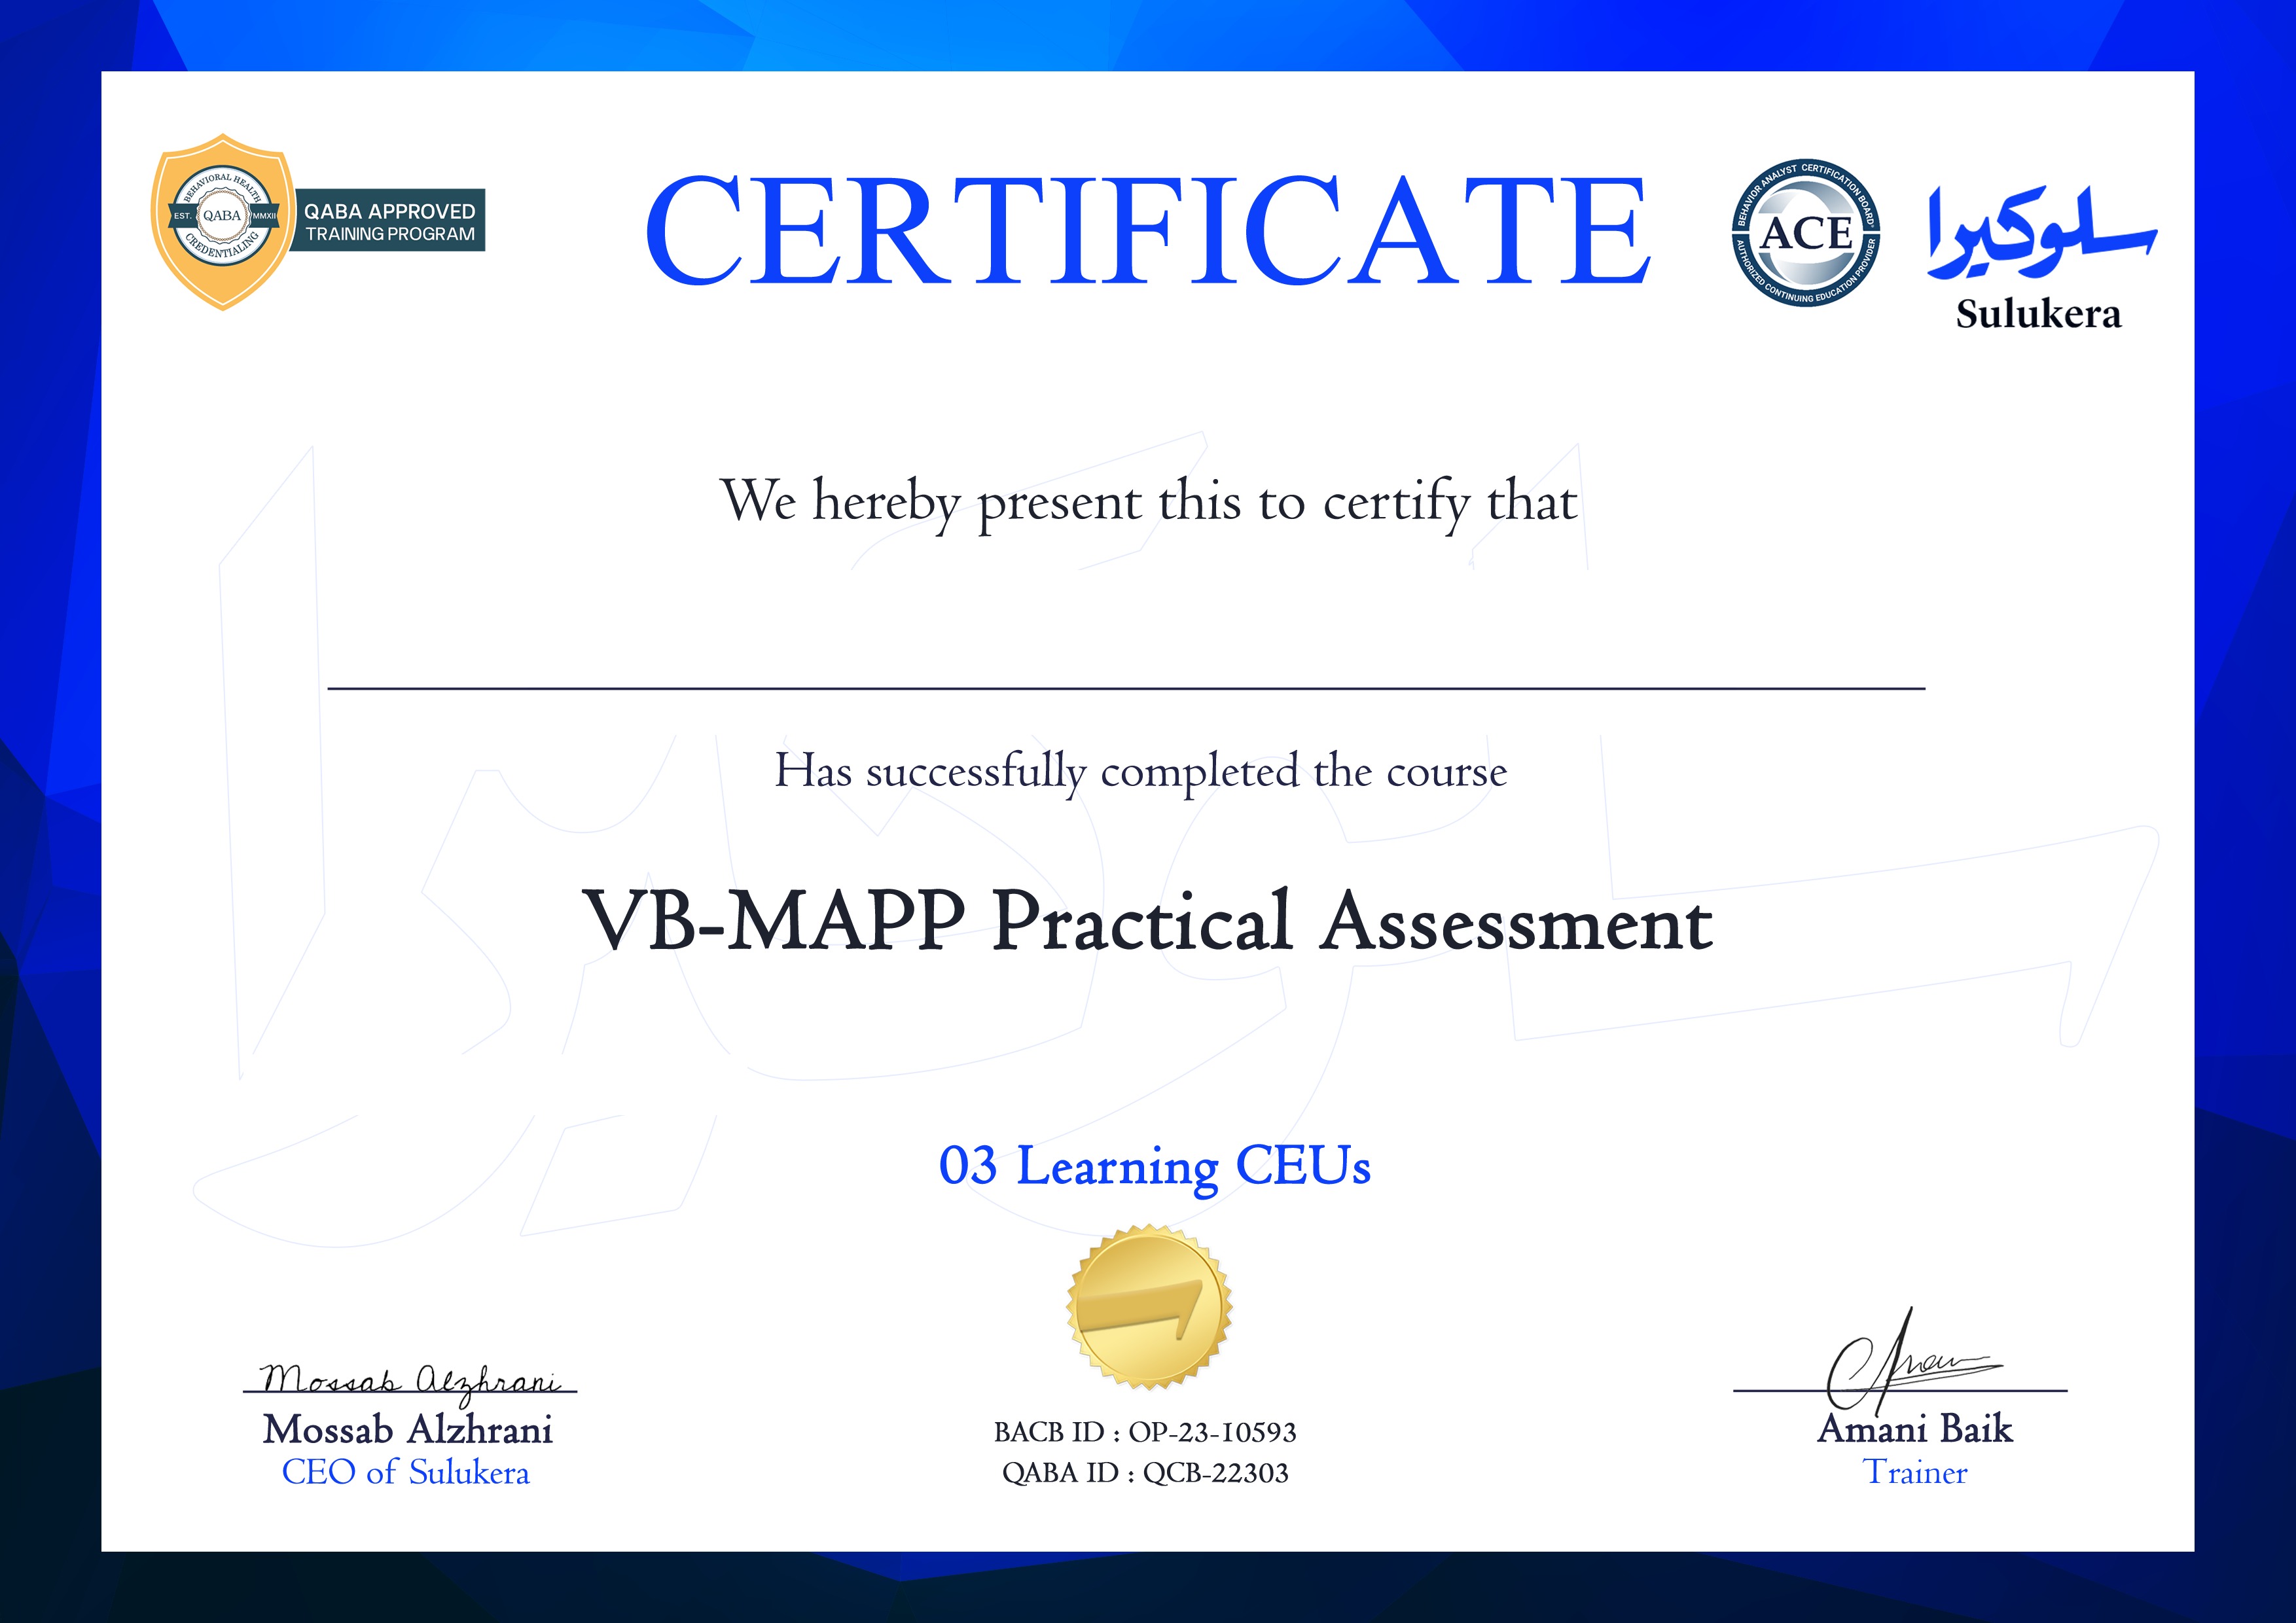 BEHAVIORAL HEALTH
EST. QABA MMXII
CREDENTIALING
QABA APPROVED
TRAINING PROGRAM
CERTIFICATE
BEHAVIOR ANALYST CERTIFICATION BOARD®
ACE
AUTHORIZED CONTINUING EDUCATION PROVIDER
سلوكيرا
Sulukera
We hereby present this to certify that
Has successfully completed the course
VB-MAPP Practical Assessment
03 Learning CEUs
Mossab Alzhrani
Mossab Alzhrani
CEO of Sulukera
BACB ID : OP-23-10593
QABA ID : QCB-22303
Amani Baik
Trainer